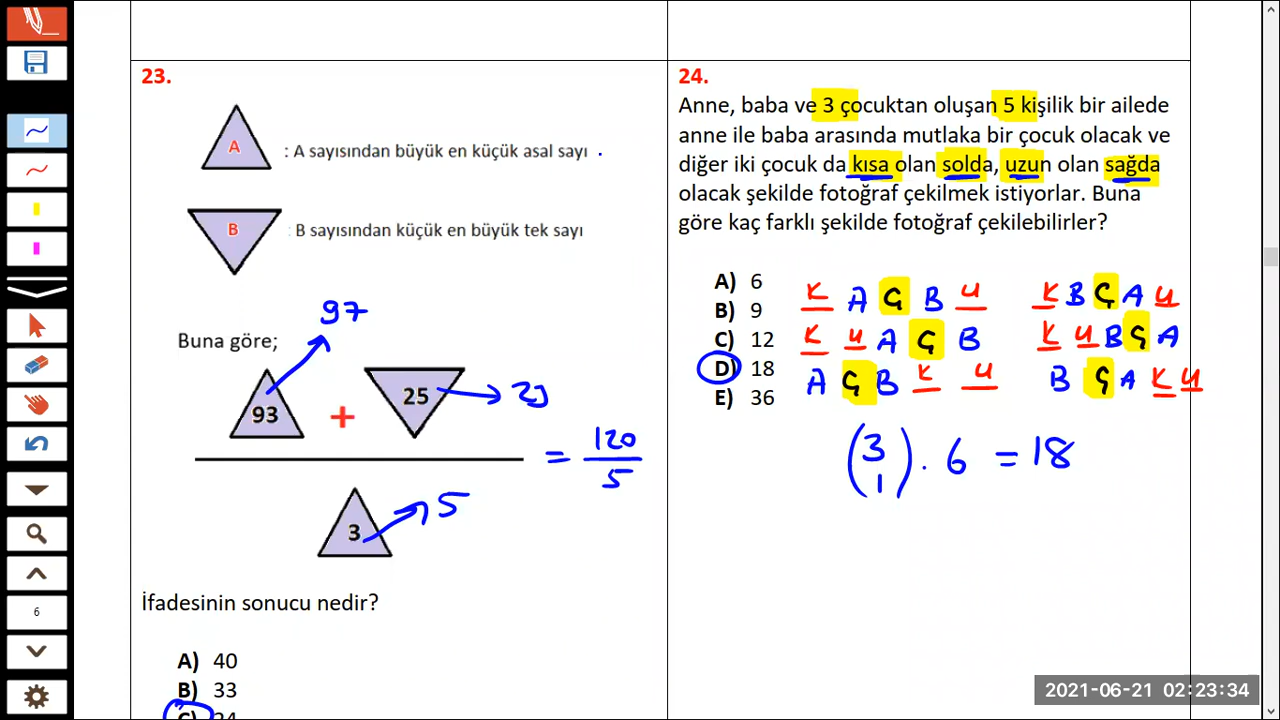 23.
A : A sayısından büyük en küçük asal sayı .
B : B sayısından küçük en büyük tek sayı
97
Buna göre;
93 + 25 23
= 120
5
3 5
İfadesinin sonucu nedir?
A) 40
B) 33
C) 24
24.
Anne, baba ve 3 çocuktan oluşan 5 kişilik bir ailede
anne ile baba arasında mutlaka bir çocuk olacak ve
diğer iki çocuk da kısa olan solda, uzun olan sağda
olacak şekilde fotoğraf çekilmek istiyorlar. Buna
göre kaç farklı şekilde fotoğraf çekilebilirler?
A) 6
B) 9
C) 12
D) 18
E) 36
K A Ç B U K B Ç A U
K U A Ç B K U B Ç A
A Ç B K U B Ç A K U
(3
1) . 6 = 18
6
2021-06-21 02:23:34